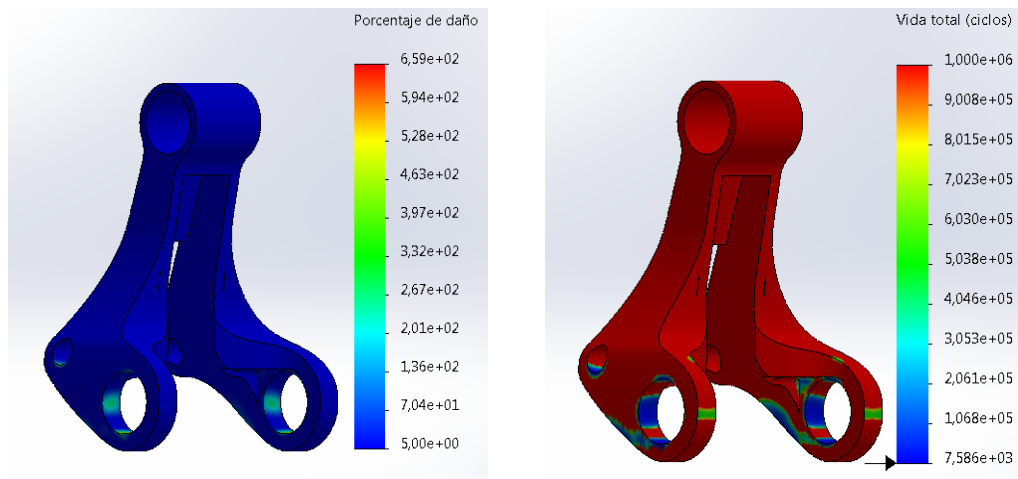 Porcentaje de daño
6,59e+02
5,94e+02
5,28e+02
4,63e+02
3,97e+02
3,32e+02
2,67e+02
2,01e+02
1,36e+02
7,04e+01
5,00e+00
Vida total (ciclos)
1,000e+06
9,008e+05
8,015e+05
7,023e+05
6,030e+05
5,038e+05
4,046e+05
3,053e+05
2,061e+05
1,068e+05
7,586e+03